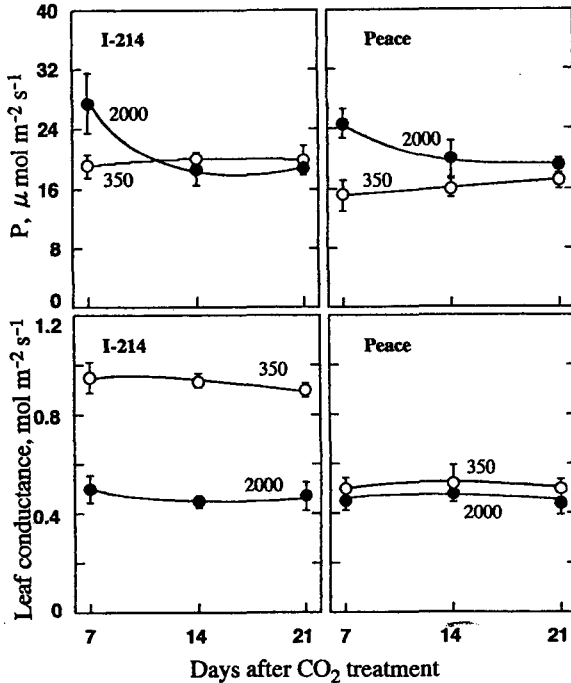 40
32
24
16
8
0
P, μ mol m⁻² s⁻¹
I-214
2000
350
Peace
2000
350
1.2
0.8
0.4
0
Leaf conductance, mol m⁻² s⁻¹
I-214
350
2000
Peace
350
2000
7 14 21 7 14 21
Days after CO₂ treatment